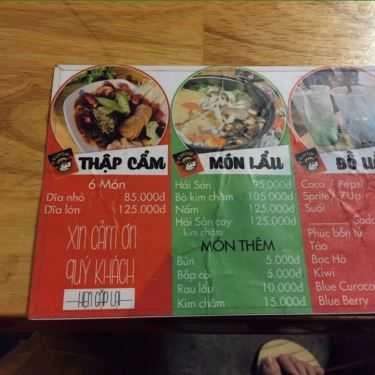 THẬP CẨM
6 Món
Dĩa nhỏ 85.000đ
Dĩa lớn 125.000đ
XIN CẢM ƠN
QUÝ KHÁCH
HẸN GẶP LẠI
MÓN LẨU
Hải Sản 95.000đ
Bò kim châm 105.000đ
Nấm 125.000đ
Hải Sản cay 125.000đ
kim châm
MÓN THÊM
Bún 5.000đ
Bắp cải 5.000đ
Rau lẩu 10.000đ
Kim châm 15.000đ
ĐỒ
Coca / Pepsi
Sprite / 7Up
Suối
Phúc bồn tử
Táo
Bạc Hà
Kiwi
Blue Curaca
Blue Berry